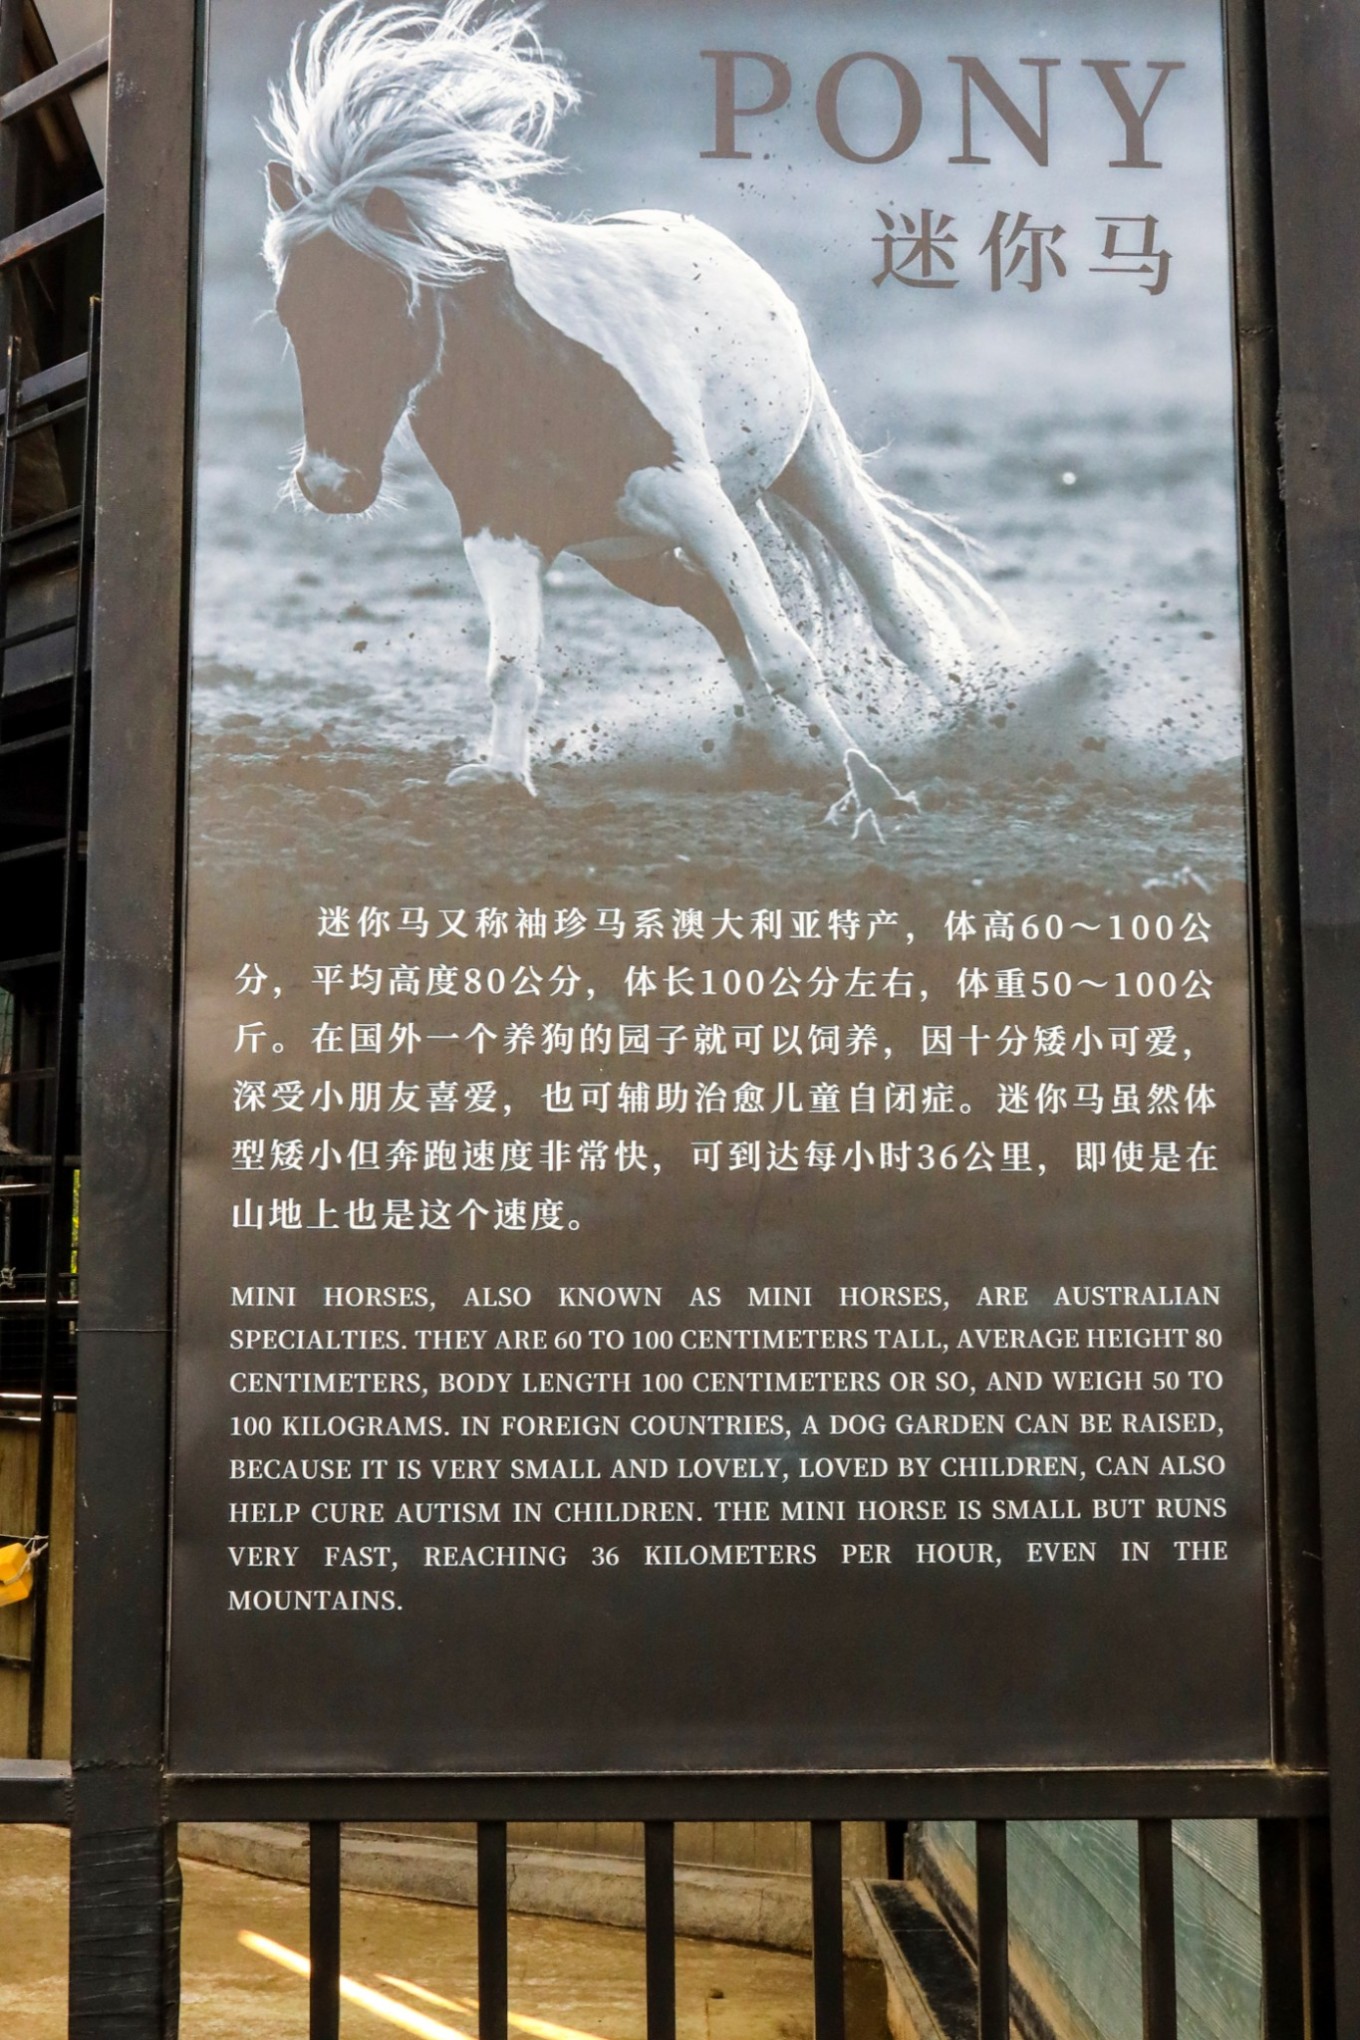 PONY
迷你马
迷你马又称袖珍马系澳大利亚特产，体高60～100公
分，平均高度80公分，体长100公分左右，体重50～100公
斤。在国外一个养狗的园子就可以饲养，因十分矮小可爱，
深受小朋友喜爱，也可辅助治愈儿童自闭症。迷你马虽然体
型矮小但奔跑速度非常快，可到达每小时36公里，即使是在
山地上也是这个速度。
MINI HORSES, ALSO KNOWN AS MINI HORSES, ARE AUSTRALIAN
SPECIALTIES. THEY ARE 60 TO 100 CENTIMETERS TALL, AVERAGE HEIGHT 80
CENTIMETERS, BODY LENGTH 100 CENTIMETERS OR SO, AND WEIGH 50 TO
100 KILOGRAMS. IN FOREIGN COUNTRIES, A DOG GARDEN CAN BE RAISED,
BECAUSE IT IS VERY SMALL AND LOVELY, LOVED BY CHILDREN, CAN ALSO
HELP CURE AUTISM IN CHILDREN. THE MINI HORSE IS SMALL BUT RUNS
VERY FAST, REACHING 36 KILOMETERS PER HOUR, EVEN IN THE
MOUNTAINS.